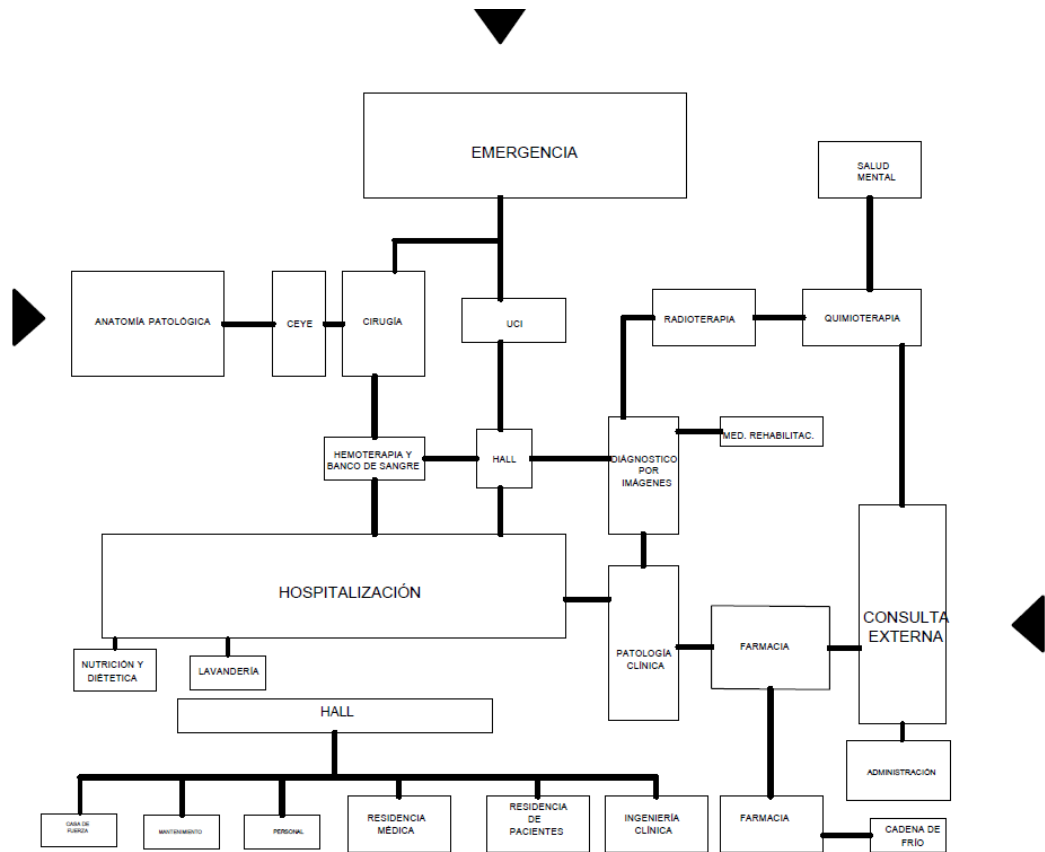 EMERGENCIA
SALUD
MENTAL
ANATOMÍA PATOLÓGICA
CEYE
CIRUGÍA
UCI
RADIOTERAPIA
QUIMIOTERAPIA
HEMOTERAPIA Y
BANCO DE SANGRE
HALL
DIÁGNOSTICO
POR
IMÁGENES
MED. REHABILITAC.
HOSPITALIZACIÓN
CONSULTA
EXTERNA
PATOLOGÍA
CLÍNICA
FARMACIA
NUTRICIÓN Y
DIÉTETICA
LAVANDERÍA
HALL
ADMINISTRACIÓN
CASA DE
FUERZA
MANTENIMIENTO
PERSONAL
RESIDENCIA
MÉDICA
RESIDENCIA
DE
PACIENTES
INGENIERÍA
CLÍNICA
FARMACIA
CADENA DE
FRÍO